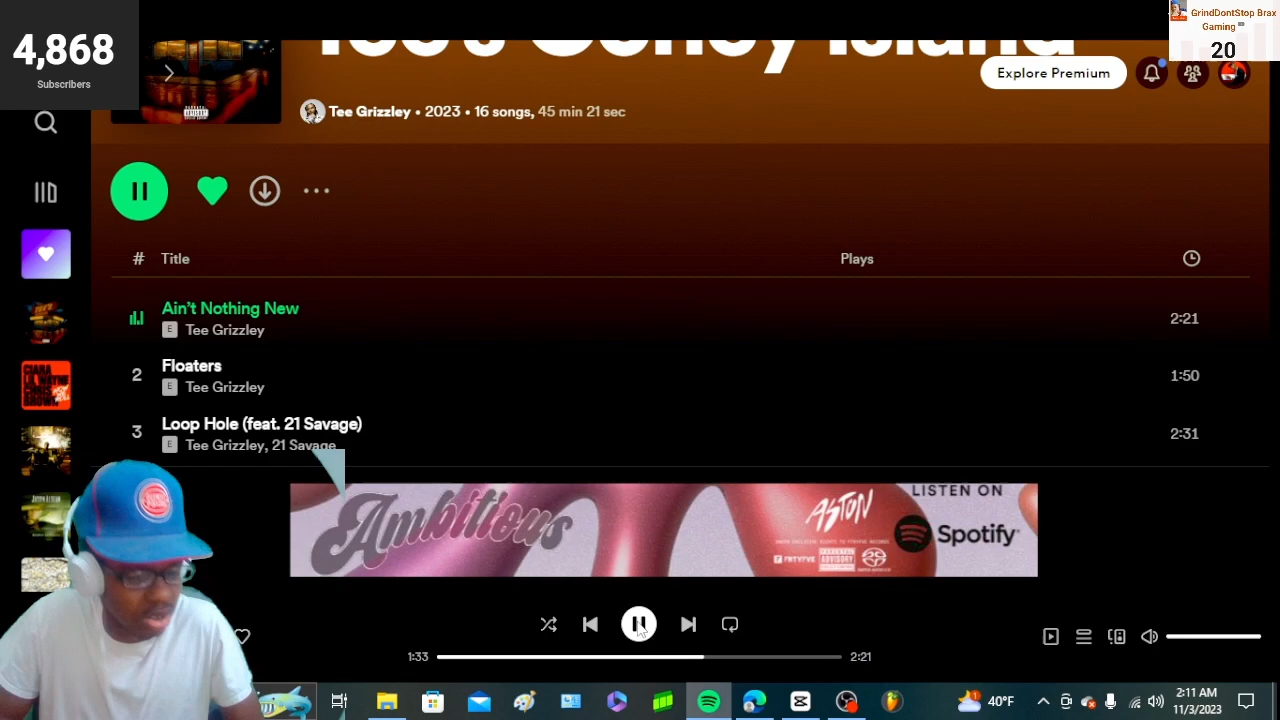 4,868
Subscribers
GrindDontStop Brax
Gaming
20
Tee's Coney Island
Explore Premium
Tee Grizzley • 2023 • 16 songs, 45 min 21 sec
# Title Plays
Ain't Nothing New
E Tee Grizzley
2:21
2
Floaters
E Tee Grizzley
1:50
3
Loop Hole (feat. 21 Savage)
E Tee Grizzley, 21 Savage
2:31
Ambitious
ASTON
LISTEN ON
Spotify
1:33
2:21
40°F
2:11 AM
11/3/2023